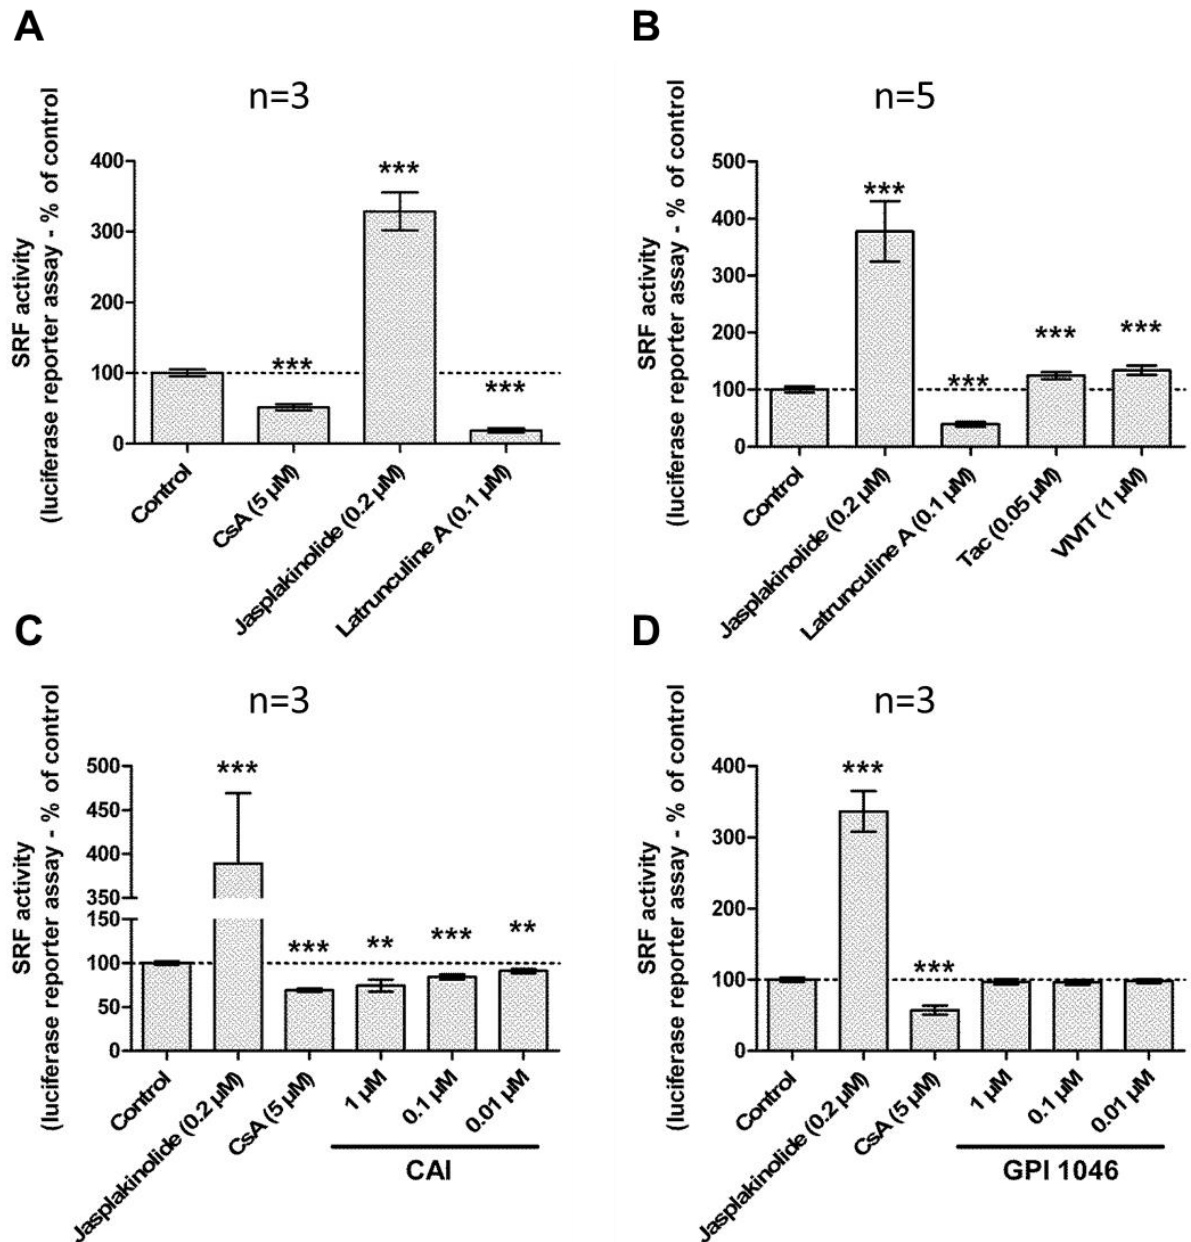 A
n=3
SRF activity
(luciferase reporter assay - % of control
400
300
200
100
0
***
***
***
Control
CsA (5 µM)
Jasplakinolide (0.2 µM)
Latrunculine A (0.1 µM)
B
n=5
SRF activity
(luciferase reporter assay - % of control
500
400
300
200
100
0
***
***
***
***
Control
Jasplakinolide (0.2 µM)
Latrunculine A (0.1 µM)
Tac (0.05 µM)
VIVIT (1 µM)
C
n=3
SRF activity
(luciferase reporter assay - % of control
500
450
400
350
150
100
50
0
***
***
**
***
**
Control
Jasplakinolide (0.2 µM)
CsA (5 µM)
1 µM
0.1 µM
0.01 µM
CAI
D
n=3
SRF activity
(luciferase reporter assay - % of control
400
300
200
100
0
***
***
Control
Jasplakinolide (0.2 µM)
CsA (5 µM)
1 µM
0.1 µM
0.01 µM
GPI 1046